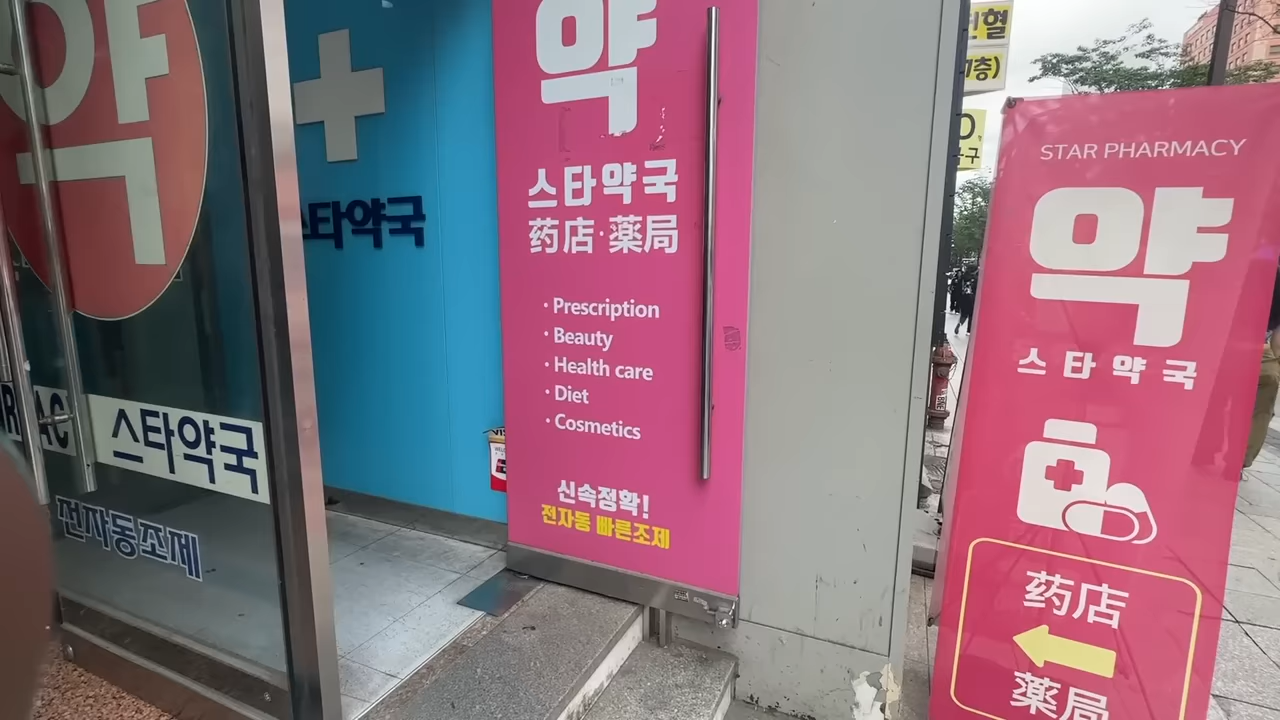 약
스타약국
전자동조제
스타약국
약
스타약국
药店·薬局
· Prescription
· Beauty
· Health care
· Diet
· Cosmetics
신속정확!
전자동 빠른조제
(7층)
STAR PHARMACY
약
스타약국
药店
薬局